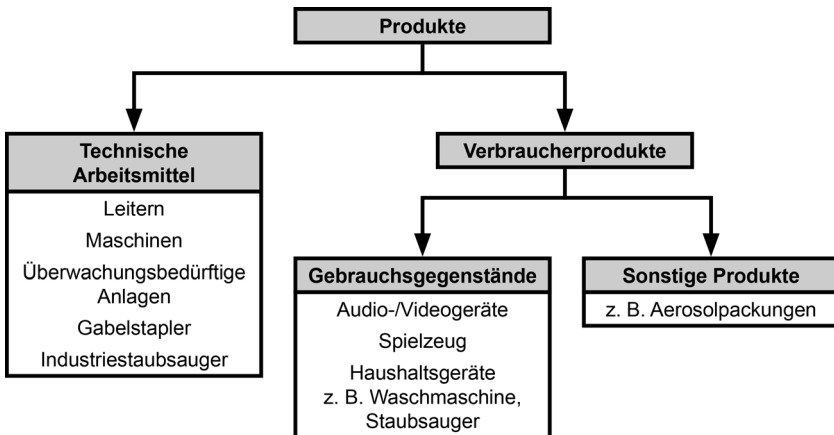 Produkte
Technische
Arbeitsmittel
Leitern
Maschinen
Überwachungsbedürftige
Anlagen
Gabelstapler
Industriestaubsauger
Verbraucherprodukte
Gebrauchsgegenstände
Audio-/Videogeräte
Spielzeug
Haushaltsgeräte
z. B. Waschmaschine,
Staubsauger
Sonstige Produkte
z. B. Aerosolpackungen